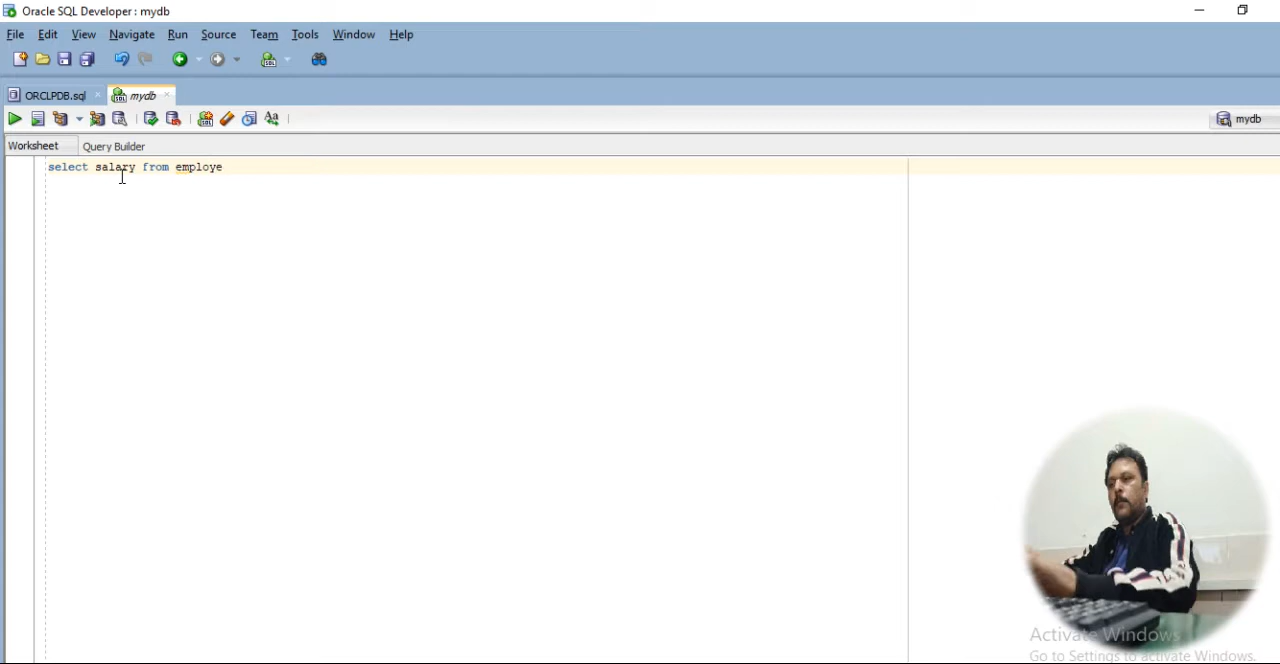 Oracle SQL Developer : mydb
File Edit View Navigate Run Source Team Tools Window Help
ORCLPDB.sql mydb
mydb
Worksheet Query Builder
select salary from employe
Activate Windows
Go to Settings to activate Windows.